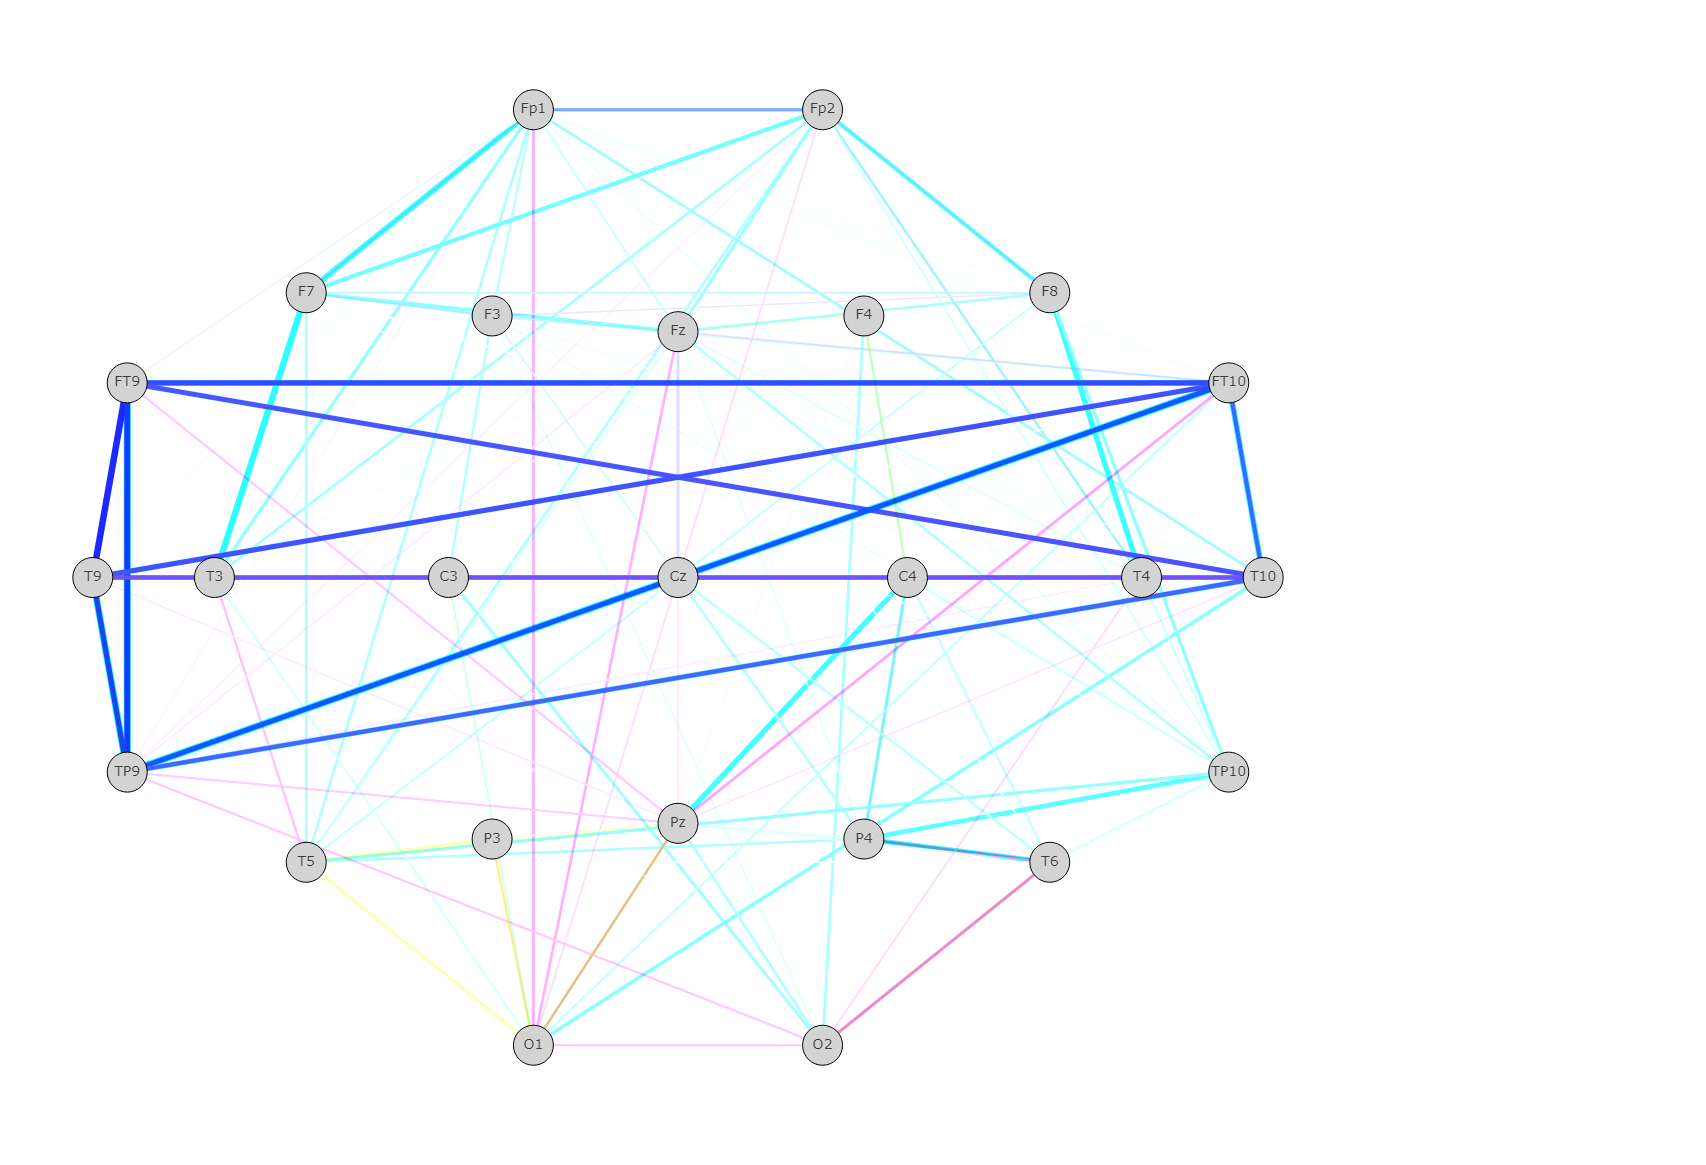 Fp1 Fp2
F7 F3 Fz F4 F8
FT9 FT10
T9 T3 C3 Cz C4 T4 T10
TP9 TP10
T5 P3 Pz P4 T6
O1 O2